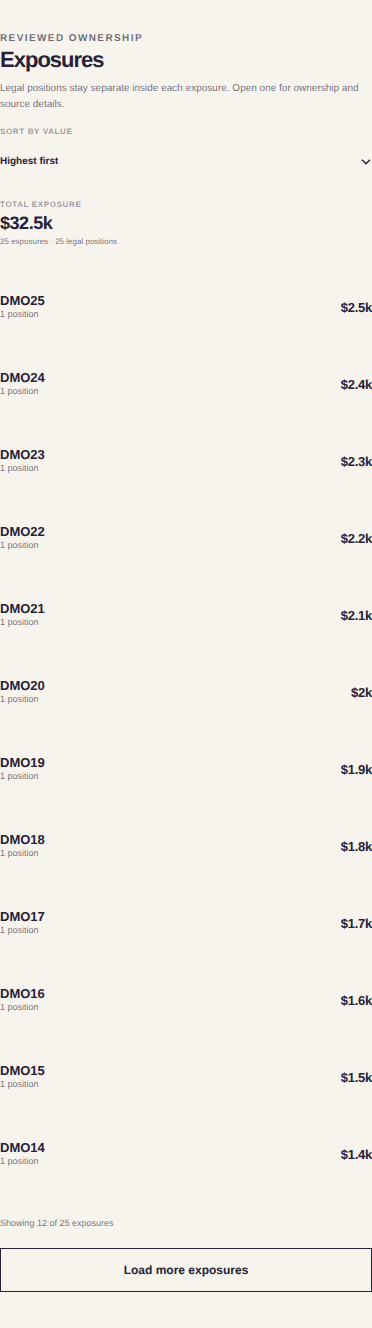 REVIEWED OWNERSHIP
Exposures
Legal positions stay separate inside each exposure. Open one for ownership and
source details.
SORT BY VALUE
Highest first
TOTAL EXPOSURE
$32.5k
25 exposures · 25 legal positions
DMO25
1 position
$2.5k
DMO24
1 position
$2.4k
DMO23
1 position
$2.3k
DMO22
1 position
$2.2k
DMO21
1 position
$2.1k
DMO20
1 position
$2k
DMO19
1 position
$1.9k
DMO18
1 position
$1.8k
DMO17
1 position
$1.7k
DMO16
1 position
$1.6k
DMO15
1 position
$1.5k
DMO14
1 position
$1.4k
Showing 12 of 25 exposures
Load more exposures